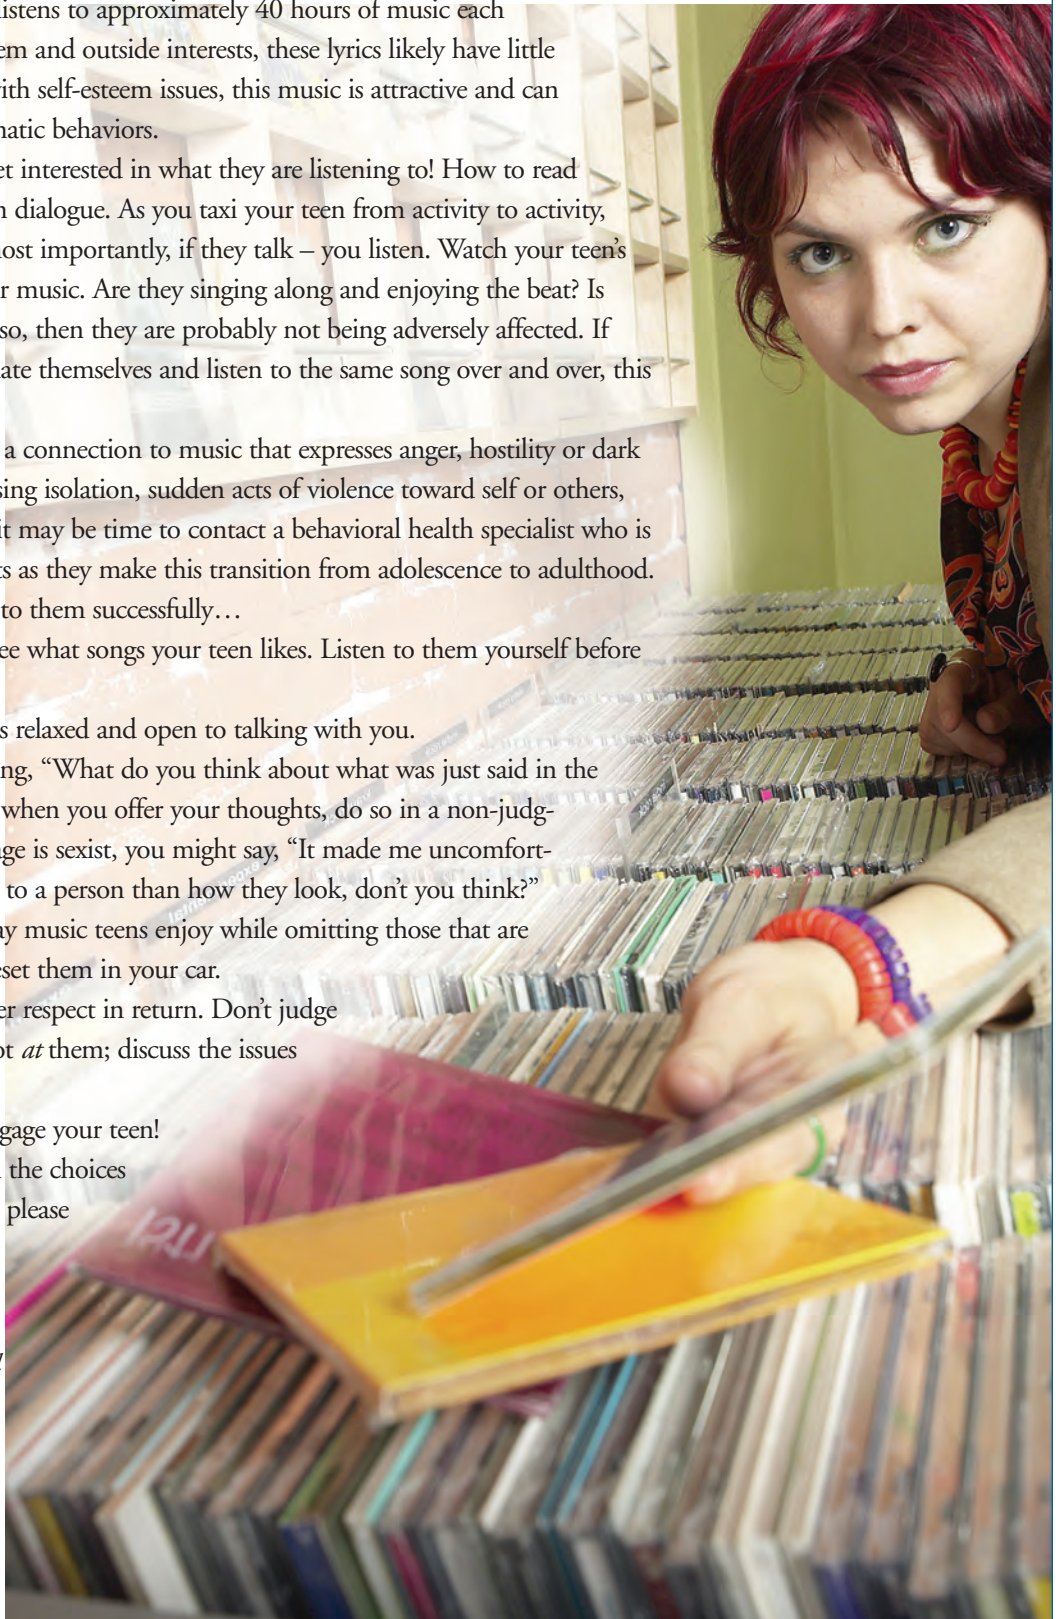 listens to approximately 40 hours of music each
em and outside interests, these lyrics likely have little
with self-esteem issues, this music is attractive and can
matic behaviors.
et interested in what they are listening to! How to read
n dialogue. As you taxi your teen from activity to activity,
most importantly, if they talk – you listen. Watch your teen's
r music. Are they singing along and enjoying the beat? Is
so, then they are probably not being adversely affected. If
late themselves and listen to the same song over and over, this
a connection to music that expresses anger, hostility or dark
sing isolation, sudden acts of violence toward self or others,
it may be time to contact a behavioral health specialist who is
ts as they make this transition from adolescence to adulthood.
to them successfully…
ee what songs your teen likes. Listen to them yourself before
s relaxed and open to talking with you.
ng, “What do you think about what was just said in the
when you offer your thoughts, do so in a non-judg-
ge is sexist, you might say, “It made me uncomfort-
to a person than how they look, don't you think?”
ay music teens enjoy while omitting those that are
eset them in your car.
er respect in return. Don't judge
ot at them; discuss the issues
gage your teen!
the choices
please